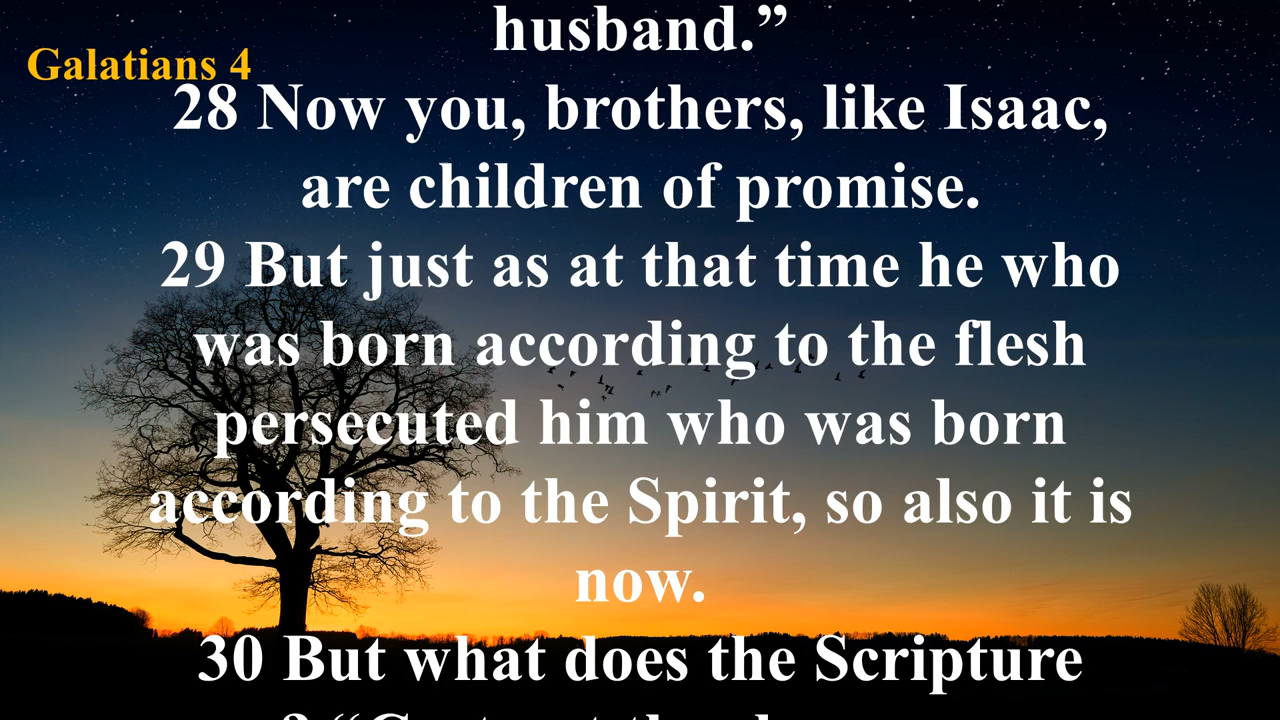 husband.”
Galatians 4
28 Now you, brothers, like Isaac,
are children of promise.
29 But just as at that time he who
was born according to the flesh
persecuted him who was born
according to the Spirit, so also it is
now.
30 But what does the Scripture